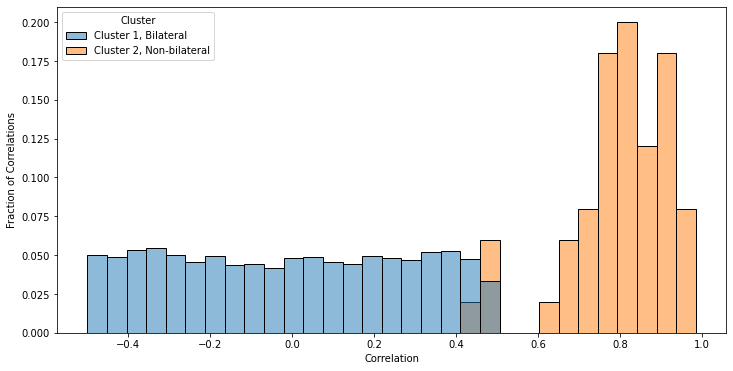 Cluster
Cluster 1, Bilateral
Cluster 2, Non-bilateral
0.200
0.175
0.150
0.125
0.100
0.075
0.050
0.025
0.000
Fraction of Correlations
−0.4 −0.2 0.0 0.2 0.4 0.6 0.8 1.0
Correlation